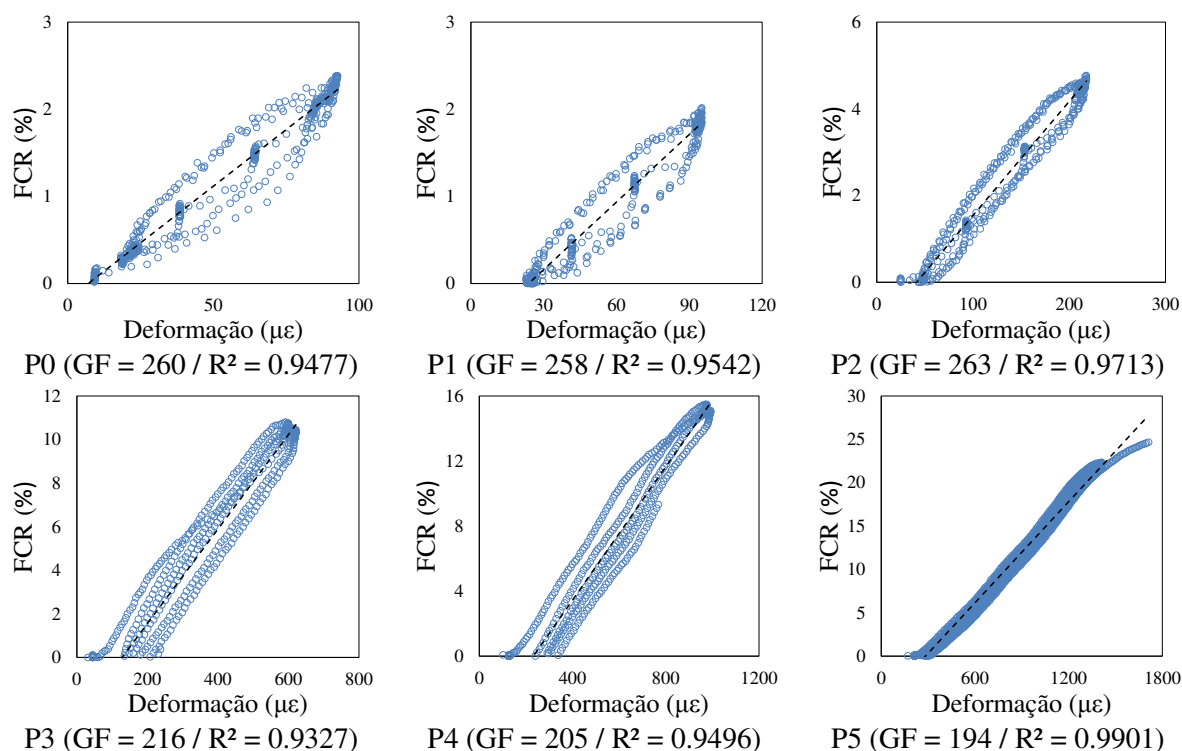 3
2
1
0
FCR (%)
0 50 100
Deformação (με)
P0 (GF = 260 / R² = 0.9477)
3
2
1
0
FCR (%)
0 30 60 90 120
Deformação (με)
P1 (GF = 258 / R² = 0.9542)
6
4
2
0
FCR (%)
0 100 200 300
Deformação (με)
P2 (GF = 263 / R² = 0.9713)
12
10
8
6
4
2
0
FCR (%)
0 200 400 600 800
Deformação (με)
P3 (GF = 216 / R² = 0.9327)
16
12
8
4
0
FCR (%)
0 400 800 1200
Deformação (με)
P4 (GF = 205 / R² = 0.9496)
30
25
20
15
10
5
0
FCR (%)
0 600 1200 1800
Deformação (με)
P5 (GF = 194 / R² = 0.9901)